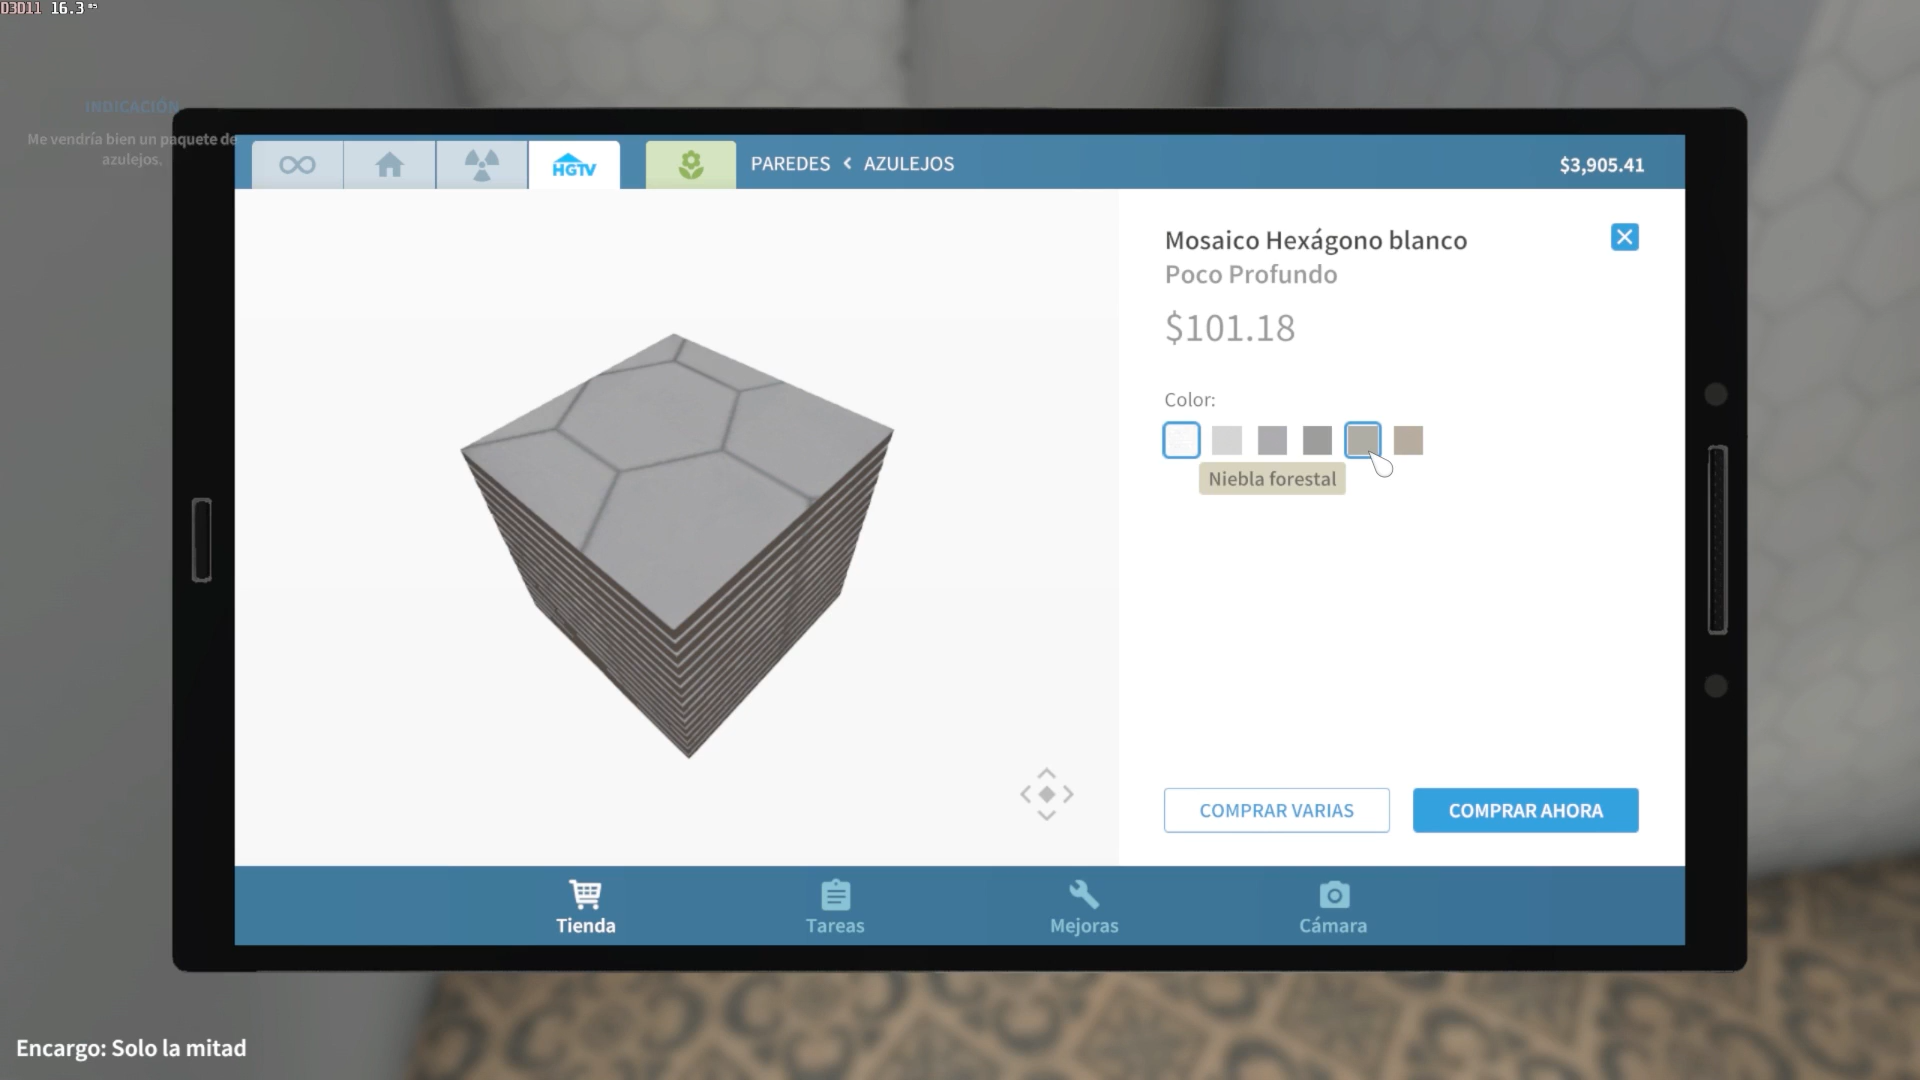 D3D11 16.3 ms
INDICACIÓN
Me vendría bien un paquete de
azulejos.
HGTV
PAREDES < AZULEJOS
$3,905.41
Mosaico Hexágono blanco
Poco Profundo
$101.18
Color:
Niebla forestal
COMPRAR VARIAS
COMPRAR AHORA
Tienda
Tareas
Mejoras
Cámara
Encargo: Solo la mitad